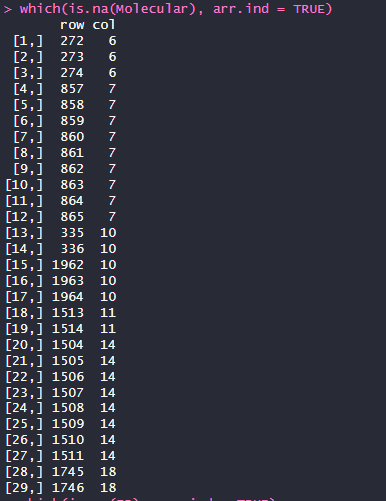 > which(is.na(Molecular), arr.ind = TRUE)
row col
[1,] 272 6
[2,] 273 6
[3,] 274 6
[4,] 857 7
[5,] 858 7
[6,] 859 7
[7,] 860 7
[8,] 861 7
[9,] 862 7
[10,] 863 7
[11,] 864 7
[12,] 865 7
[13,] 335 10
[14,] 336 10
[15,] 1962 10
[16,] 1963 10
[17,] 1964 10
[18,] 1513 11
[19,] 1514 11
[20,] 1504 14
[21,] 1505 14
[22,] 1506 14
[23,] 1507 14
[24,] 1508 14
[25,] 1509 14
[26,] 1510 14
[27,] 1511 14
[28,] 1745 18
[29,] 1746 18